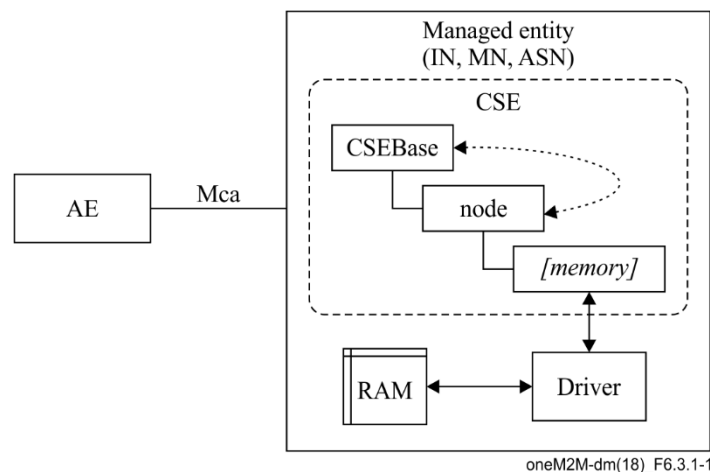 Managed entity
(IN, MN, ASN)
CSE
CSEBase
AE
Mca
node
[memory]
RAM
Driver
oneM2M-dm(18)_F6.3.1-1